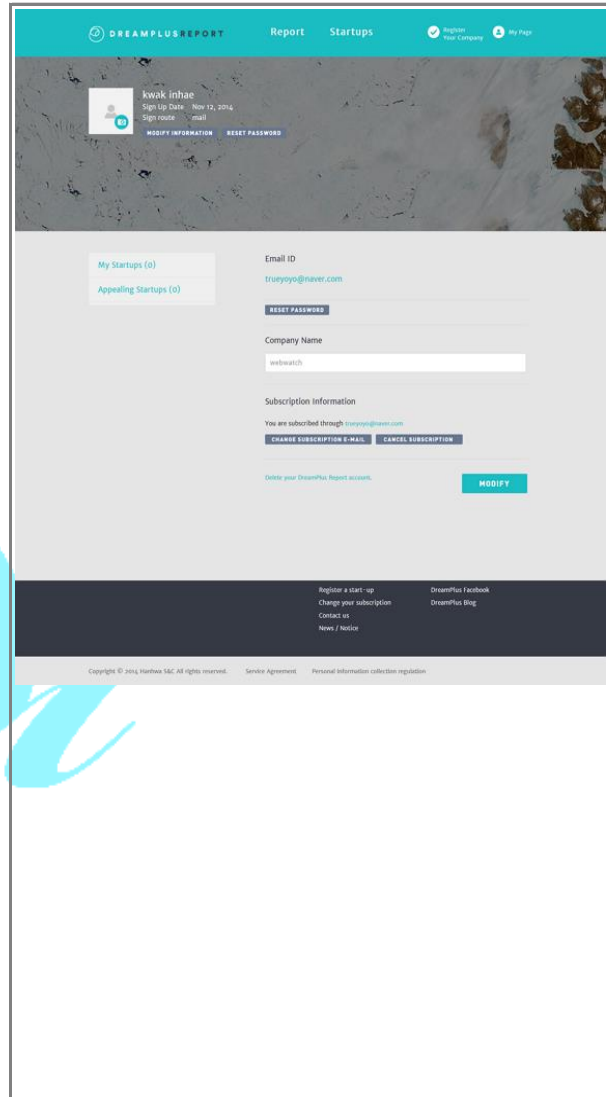 DREAMPLUSREPORT
Report
Startups
Register
Your Company
My Page
kwak inhae
Sign Up Date Nov 12, 2014
Sign route mail
MODIFY INFORMATION RESET PASSWORD
My Startups (0)
Appealing Startups (0)
Email ID
trueyoyo@naver.com
RESET PASSWORD
Company Name
webwatch
Subscription Information
You are subscribed through trueyoyo@naver.com
CHANGE SUBSCRIPTION E-MAIL CANCEL SUBSCRIPTION
Delete your DreamPlus Report account.
MODIFY
Register a start-up
Change your subscription
Contact us
News / Notice
DreamPlus Facebook
DreamPlus Blog
Copyright © 2014 Hanhwa S&C All rights reserved. Service Agreement Personal information collection regulation